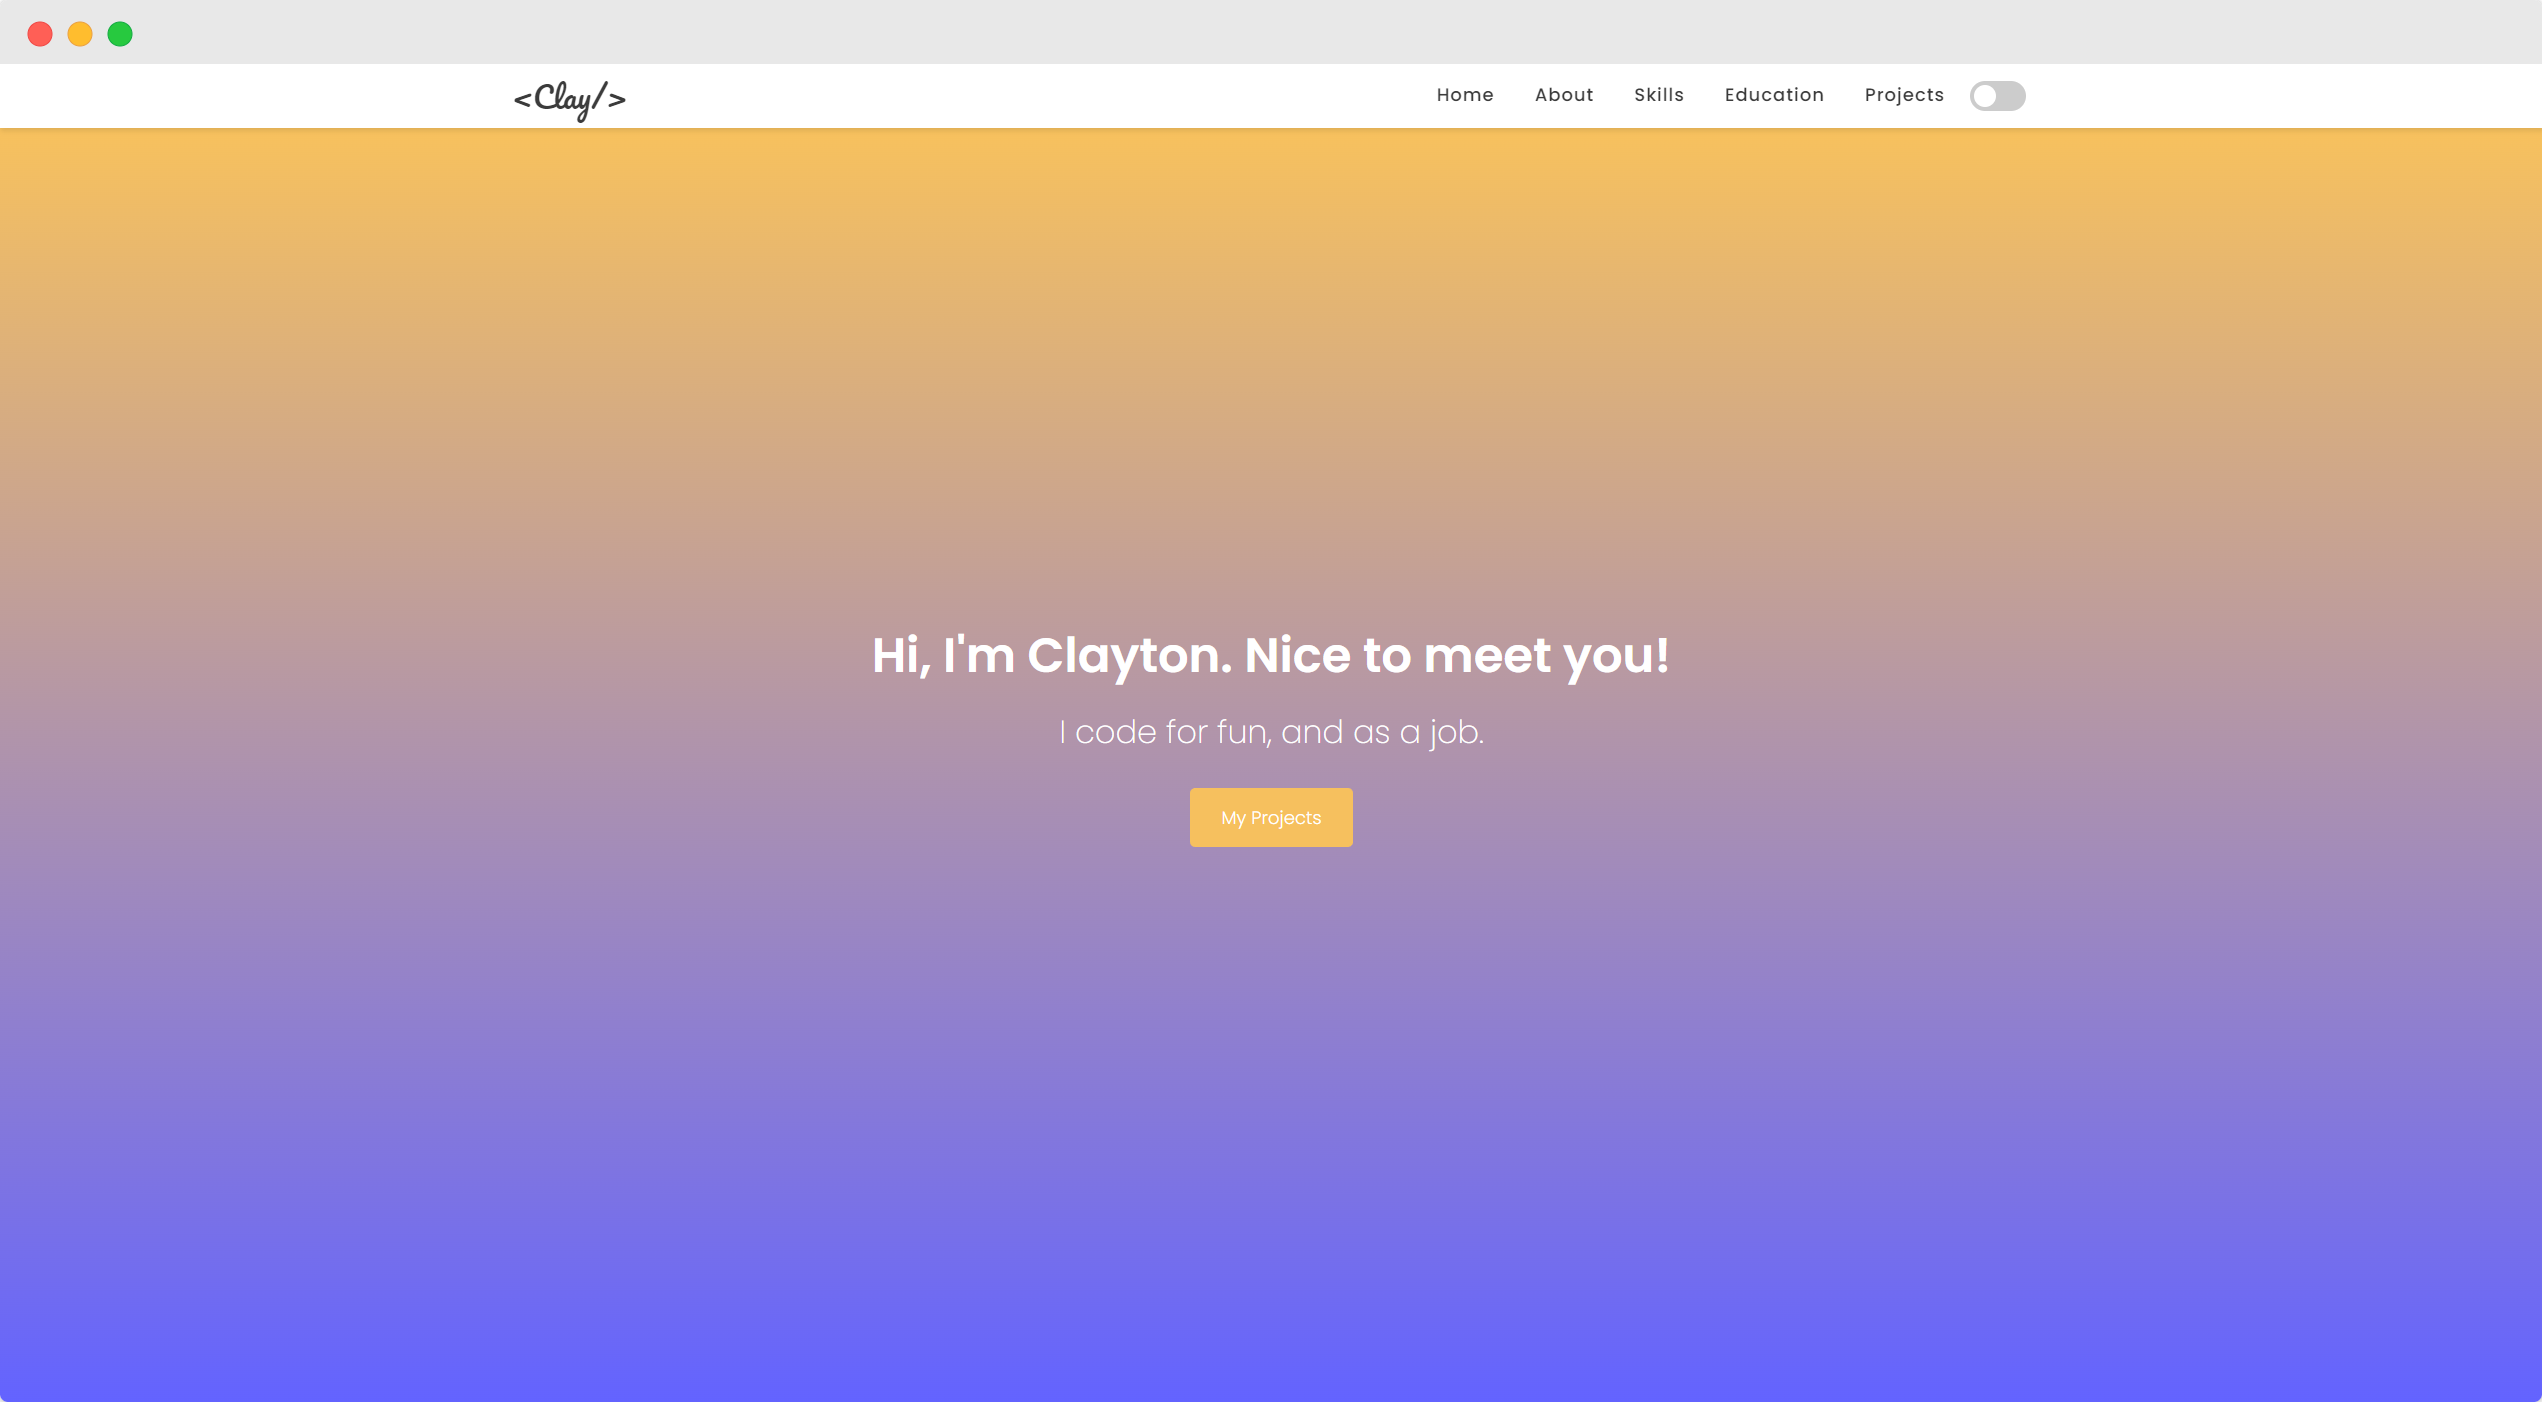 <Clay/>
Home About Skills Education Projects
Hi, I'm Clayton. Nice to meet you!
I code for fun, and as a job.
My Projects